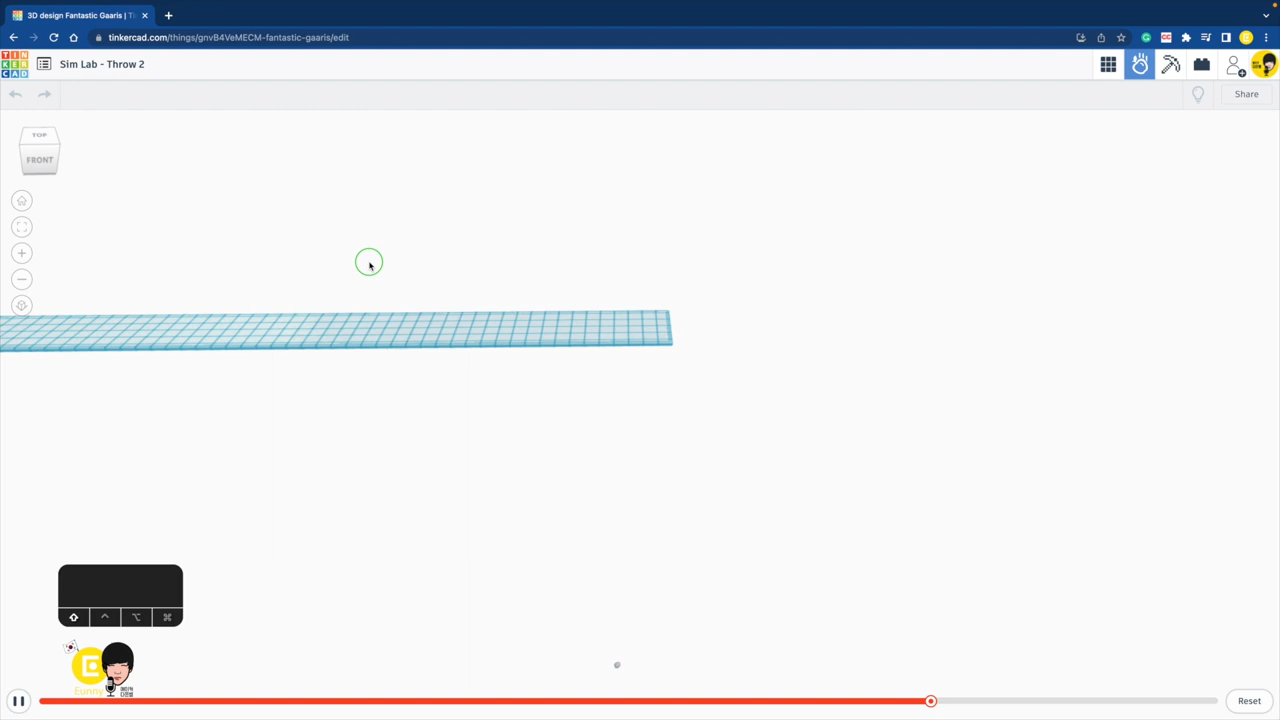 3D design Fantastic Gaaris | Ti
tinkercad.com/things/gnvB4VeMECM-fantastic-gaaris/edit
TIN
KER
CAD
Sim Lab - Throw 2
Share
TOP
FRONT
Eunny
Reset